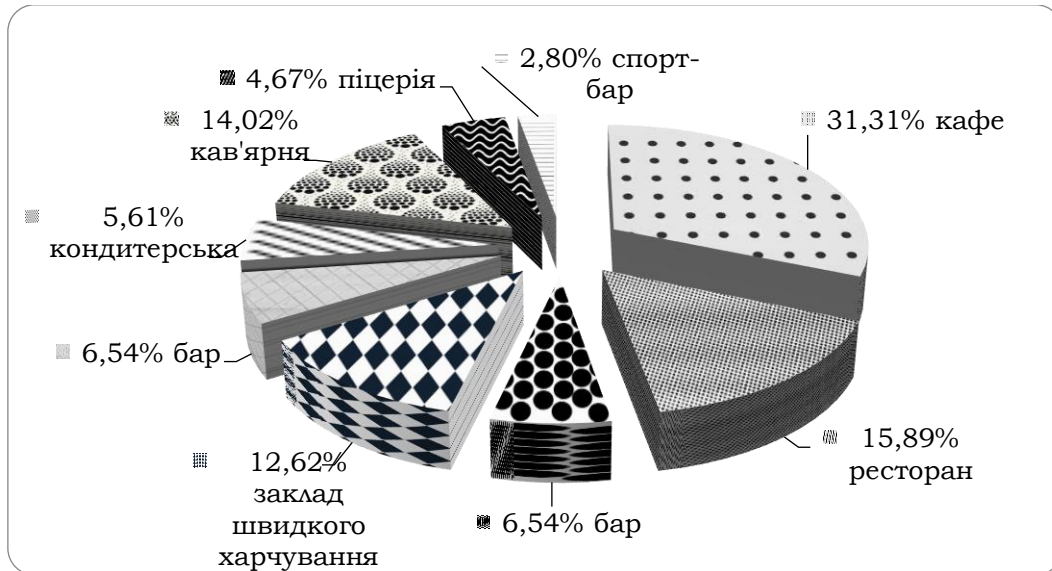 2,80% спорт-
бар
4,67% піцерія
14,02%
кав'ярня
31,31% кафе
5,61%
кондитерська
6,54% бар
15,89%
ресторан
12,62%
заклад
швидкого
харчування
6,54% бар